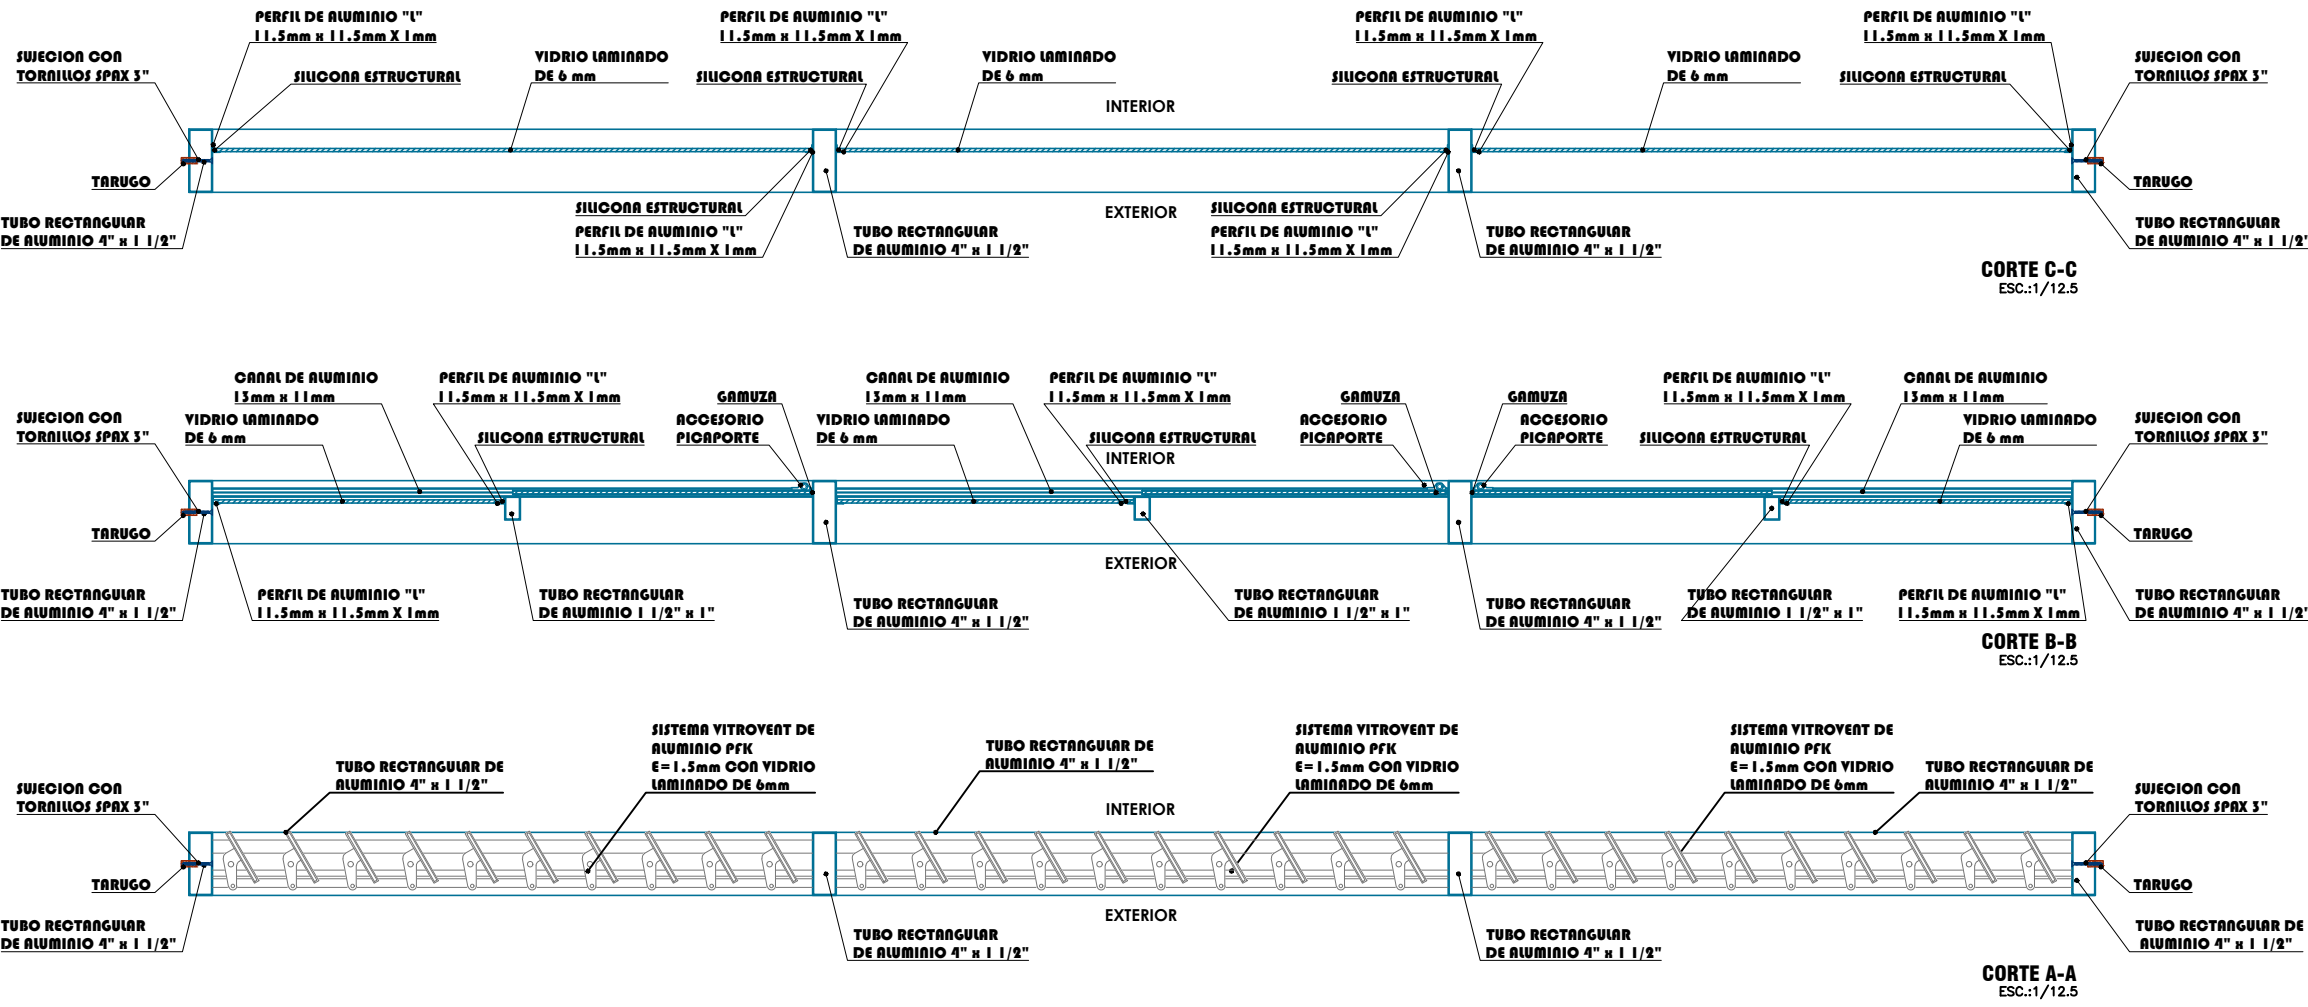 PERFIL DE ALUMINIO "L"
11.5mm x 11.5mm X 1mm
PERFIL DE ALUMINIO "L"
11.5mm x 11.5mm X 1mm
PERFIL DE ALUMINIO "L"
11.5mm x 11.5mm X 1mm
PERFIL DE ALUMINIO "L"
11.5mm x 11.5mm X 1mm
SUJECION CON
TORNILLOS SPAX 3"
SILICONA ESTRUCTURAL
VIDRIO LAMINADO
DE 6 mm
SILICONA ESTRUCTURAL
VIDRIO LAMINADO
DE 6 mm
SILICONA ESTRUCTURAL
VIDRIO LAMINADO
DE 6 mm
SILICONA ESTRUCTURAL
SUJECION CON
TORNILLOS SPAX 3"
INTERIOR
TARUGO
TARUGO
TUBO RECTANGULAR
DE ALUMINIO 4" x 1 1/2"
SILICONA ESTRUCTURAL
PERFIL DE ALUMINIO "L"
11.5mm x 11.5mm X 1mm
TUBO RECTANGULAR
DE ALUMINIO 4" x 1 1/2"
EXTERIOR
SILICONA ESTRUCTURAL
PERFIL DE ALUMINIO "L"
11.5mm x 11.5mm X 1mm
TUBO RECTANGULAR
DE ALUMINIO 4" x 1 1/2"
TUBO RECTANGULAR
DE ALUMINIO 4" x 1 1/2"
CORTE C-C
ESC.:1/12.5
SUJECION CON
TORNILLOS SPAX 3"
CANAL DE ALUMINIO
13mm x 11mm
VIDRIO LAMINADO
DE 6 mm
PERFIL DE ALUMINIO "L"
11.5mm x 11.5mm X 1mm
SILICONA ESTRUCTURAL
GAMUZA
ACCESORIO
PICAPORTE
CANAL DE ALUMINIO
13mm x 11mm
VIDRIO LAMINADO
DE 6 mm
PERFIL DE ALUMINIO "L"
11.5mm x 11.5mm X 1mm
SILICONA ESTRUCTURAL
INTERIOR
GAMUZA
ACCESORIO
PICAPORTE
GAMUZA
ACCESORIO
PICAPORTE
PERFIL DE ALUMINIO "L"
11.5mm x 11.5mm X 1mm
SILICONA ESTRUCTURAL
CANAL DE ALUMINIO
13mm x 11mm
VIDRIO LAMINADO
DE 6 mm
SUJECION CON
TORNILLOS SPAX 3"
TARUGO
TARUGO
EXTERIOR
TUBO RECTANGULAR
DE ALUMINIO 4" x 1 1/2"
PERFIL DE ALUMINIO "L"
11.5mm x 11.5mm X 1mm
TUBO RECTANGULAR
DE ALUMINIO 1 1/2" x 1"
TUBO RECTANGULAR
DE ALUMINIO 4" x 1 1/2"
TUBO RECTANGULAR
DE ALUMINIO 1 1/2" x 1"
TUBO RECTANGULAR
DE ALUMINIO 4" x 1 1/2"
TUBO RECTANGULAR
DE ALUMINIO 1 1/2" x 1"
PERFIL DE ALUMINIO "L"
11.5mm x 11.5mm X 1mm
TUBO RECTANGULAR
DE ALUMINIO 4" x 1 1/2"
CORTE B-B
ESC.:1/12.5
SUJECION CON
TORNILLOS SPAX 3"
TUBO RECTANGULAR DE
ALUMINIO 4" x 1 1/2"
SISTEMA VITROVENT DE
ALUMINIO PFK
E=1.5mm CON VIDRIO
LAMINADO DE 6mm
TUBO RECTANGULAR DE
ALUMINIO 4" x 1 1/2"
INTERIOR
SISTEMA VITROVENT DE
ALUMINIO PFK
E=1.5mm CON VIDRIO
LAMINADO DE 6mm
SISTEMA VITROVENT DE
ALUMINIO PFK
E=1.5mm CON VIDRIO
LAMINADO DE 6mm
TUBO RECTANGULAR DE
ALUMINIO 4" x 1 1/2"
SUJECION CON
TORNILLOS SPAX 3"
TARUGO
TARUGO
EXTERIOR
TUBO RECTANGULAR
DE ALUMINIO 4" x 1 1/2"
TUBO RECTANGULAR
DE ALUMINIO 4" x 1 1/2"
TUBO RECTANGULAR
DE ALUMINIO 4" x 1 1/2"
TUBO RECTANGULAR DE
ALUMINIO 4" x 1 1/2"
CORTE A-A
ESC.:1/12.5